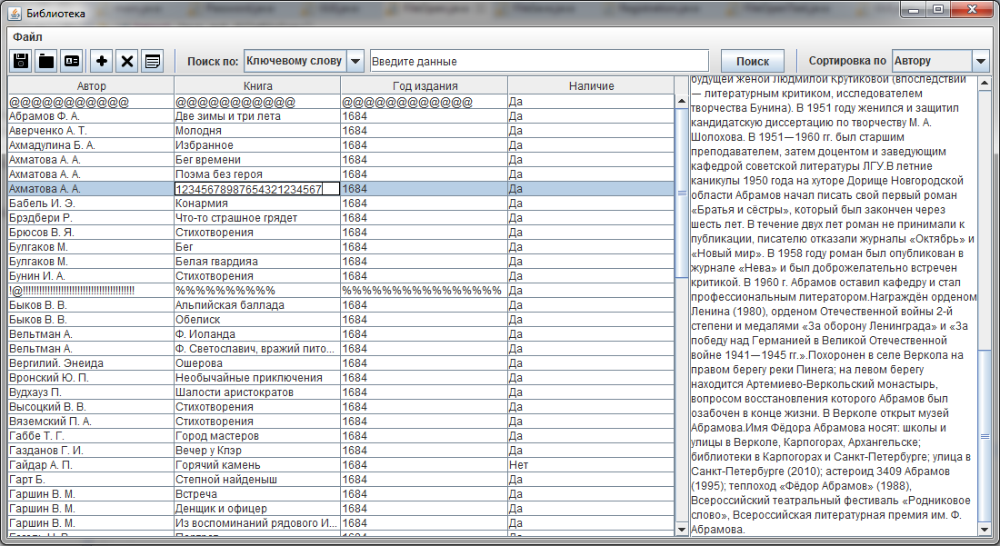 Библиотека
Файл
Поиск по: Ключевому слову Введите данные Поиск Сортировка по Автору
Автор Книга Год издания Наличие
@@@@@@@@@@@ @@@@@@@@@@@ @@@@@@@@@@@@ Да
Абрамов Ф. А. Две зимы и три лета 1684 Да
Аверченко А. Т. Молодня 1684 Да
Ахмадулина Б. А. Избранное 1684 Да
Ахматова А. А. Бег времени 1684 Да
Ахматова А. А. Поэма без героя 1684 Да
Ахматова А. А. 12345678987654321234567 1684 Да
Бабель И. Э. Конармия 1684 Да
Брэдбери Р. Что-то страшное грядет 1684 Да
Брюсов В. Я. Стихотворения 1684 Да
Булгаков М. Бег 1684 Да
Булгаков М. Белая гвардияа 1684 Да
Бунин И. А. Стихотворения 1684 Да
%%%%%%%%%% %%%%%%%%%%%%%%%% Да
Быков В. В. Альпийская баллада 1684 Да
Быков В. В. Обелиск 1684 Да
Вельтман А. Ф. Иоланда 1684 Да
Вельтман А. Ф. Светославич, вражий пито... 1684 Да
Вергилий. Энеида Ошерова 1684 Да
Вронский Ю. П. Необычайные приключения 1684 Да
Вудхауз П. Шалости аристократов 1684 Да
Высоцкий В. В. Стихотворения 1684 Да
Вяземский П. А. Стихотворения 1684 Да
Габбе Т. Г. Город мастеров 1684 Да
Газданов Г. И. Вечер у Клэр 1684 Да
Гайдар А. П. Горячий камень 1684 Нет
Гарт Б. Степной найденыш 1684 Да
Гаршин В. М. Встреча 1684 Да
Гаршин В. М. Денщик и офицер 1684 Да
Гаршин В. М. Из воспоминаний рядового И... 1684 Да
будущей женой Людмилой Крутиковой (впоследствии
— литературным критиком, исследователем
творчества Бунина). В 1951 году женился и защитил
кандидатскую диссертацию по творчеству М. А.
Шолохова. В 1951—1960 гг. был старшим
преподавателем, затем доцентом и заведующим
кафедрой советской литературы ЛГУ.В летние
каникулы 1950 года на хуторе Дорище Новгородской
области Абрамов начал писать свой первый роман
«Братья и сёстры», который был закончен через
шесть лет. В течение двух лет роман не принимали к
публикации, писателю отказали журналы «Октябрь» и
«Новый мир». В 1958 году роман был опубликован в
журнале «Нева» и был доброжелательно встречен
критикой. В 1960 г. Абрамов оставил кафедру и стал
профессиональным литератором.Награждён орденом
Ленина (1980), орденом Отечественной войны 2-й
степени и медалями «За оборону Ленинграда» и «За
победу над Германией в Великой Отечественной
войне 1941—1945 гг.».Похоронен в селе Веркола на
правом берегу реки Пинега; на левом берегу
находится Артемиево-Веркольский монастырь,
вопросом восстановления которого Абрамов был
озабочен в конце жизни. В Верколе открыт музей
Абрамова.Имя Фёдора Абрамова носят: школы и
улицы в Верколе, Карпогорах, Архангельске;
библиотеки в Карпогорах и Санкт-Петербурге; улица в
Санкт-Петербурге (2010); астероид 3409 Абрамов
(1995); теплоход «Фёдор Абрамов» (1988),
Всероссийский театральный фестиваль «Родниковое
слово», Всероссийская литературная премия им. Ф.
Абрамова.